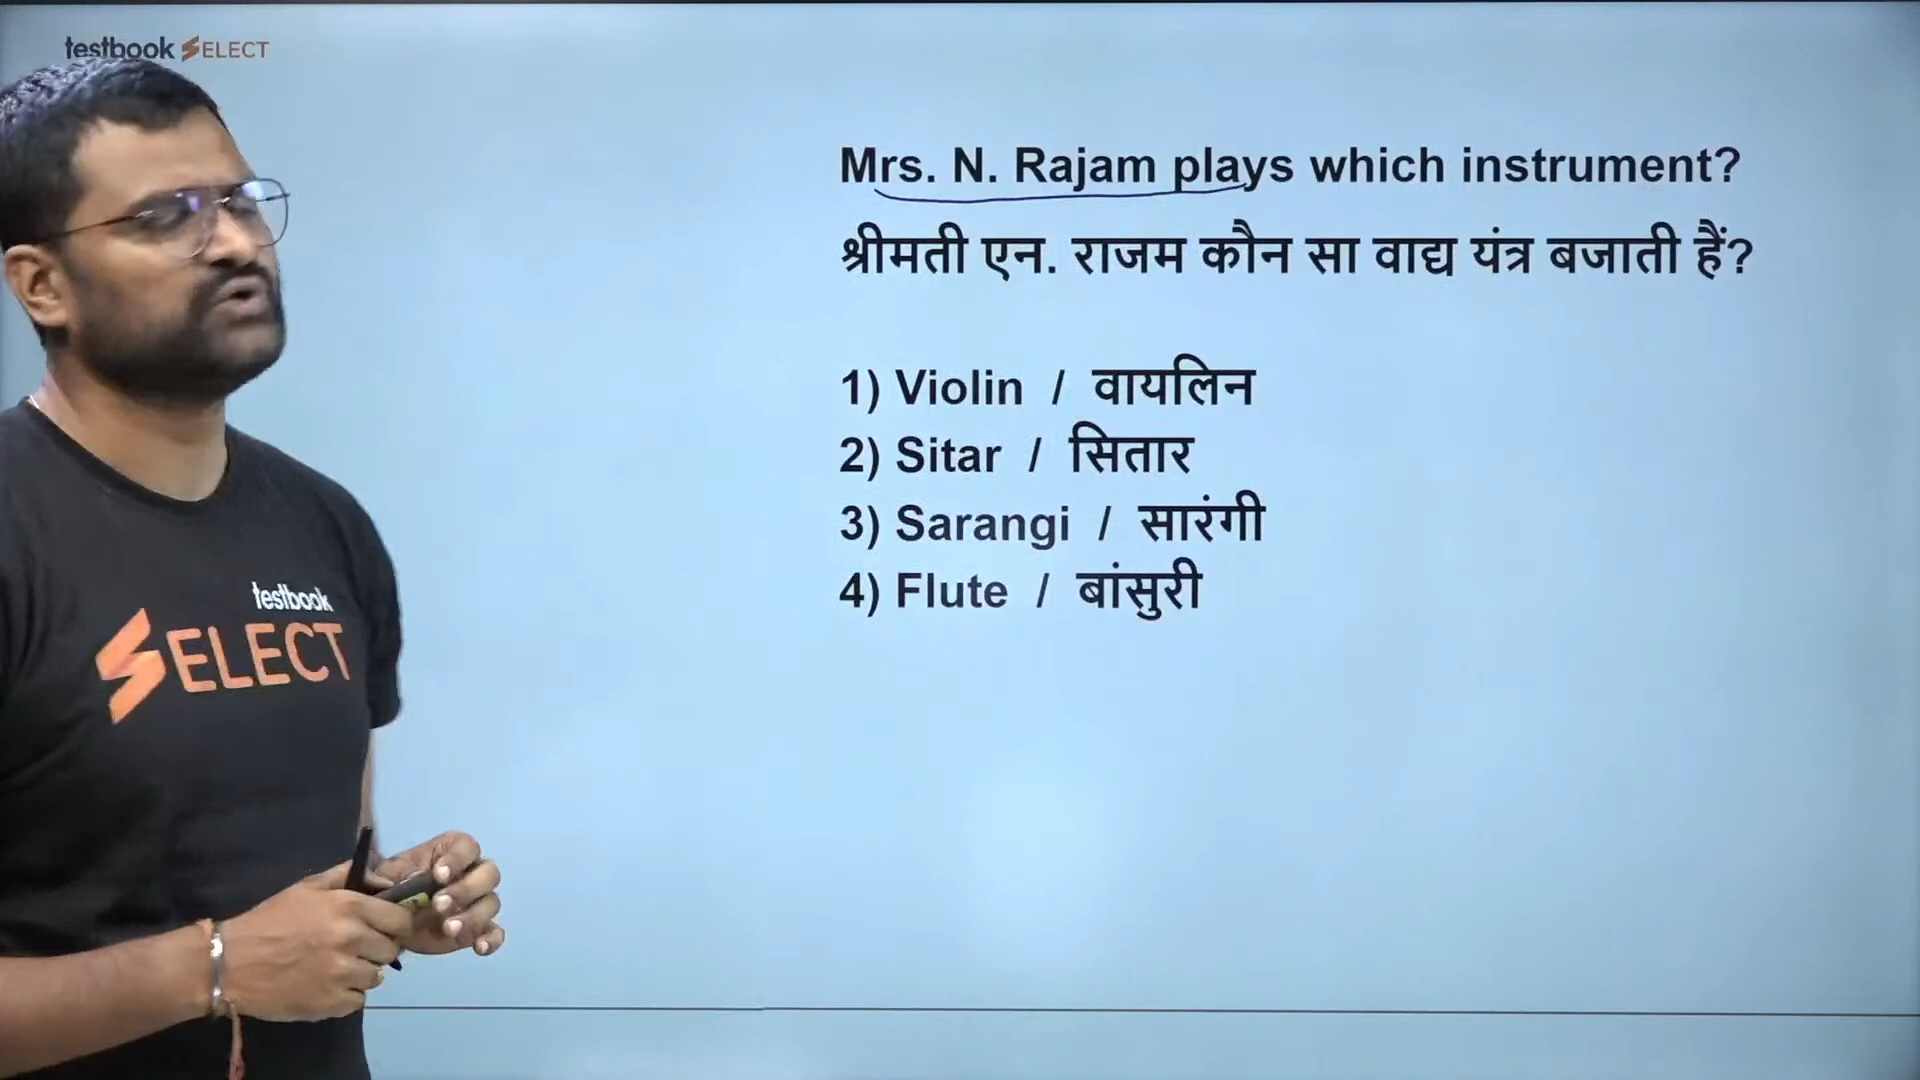 testbook SELECT
Mrs. N. Rajam plays which instrument?
श्रीमती एन. राजम कौन सा वाद्य यंत्र बजाती हैं?
1) Violin / वायलिन
2) Sitar / सितार
3) Sarangi / सारंगी
4) Flute / बांसुरी
testbook
SELECT